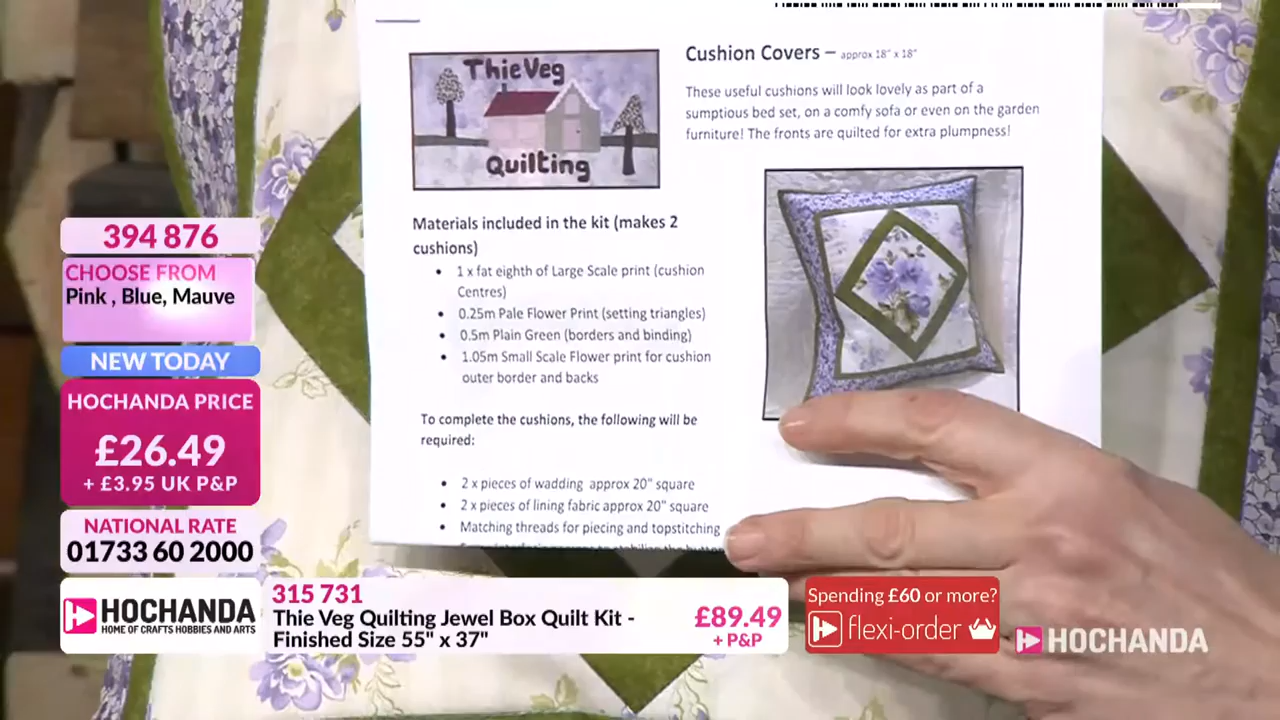 Thie Veg
Quilting
Cushion Covers – approx 18" x 18"
These useful cushions will look lovely as part of a
sumptious bed set, on a comfy sofa or even on the garden
furniture! The fronts are quilted for extra plumpness!
Materials included in the kit (makes 2
cushions)
• 1 x fat eighth of Large Scale print (cushion
Centres)
• 0.25m Pale Flower Print (setting triangles)
• 0.5m Plain Green (borders and binding)
• 1.05m Small Scale Flower print for cushion
outer border and backs
To complete the cushions, the following will be
required:
• 2 x pieces of wadding approx 20" square
• 2 x pieces of lining fabric approx 20" square
• Matching threads for piecing and topstitching
394 876
CHOOSE FROM
Pink , Blue, Mauve
NEW TODAY
HOCHANDA PRICE
£26.49
+ £3.95 UK P&P
NATIONAL RATE
01733 60 2000
HOCHANDA
HOME OF CRAFTS HOBBIES AND ARTS
315 731
Thie Veg Quilting Jewel Box Quilt Kit -
Finished Size 55" x 37"
£89.49
+ P&P
Spending £60 or more?
flexi-order
HOCHANDA